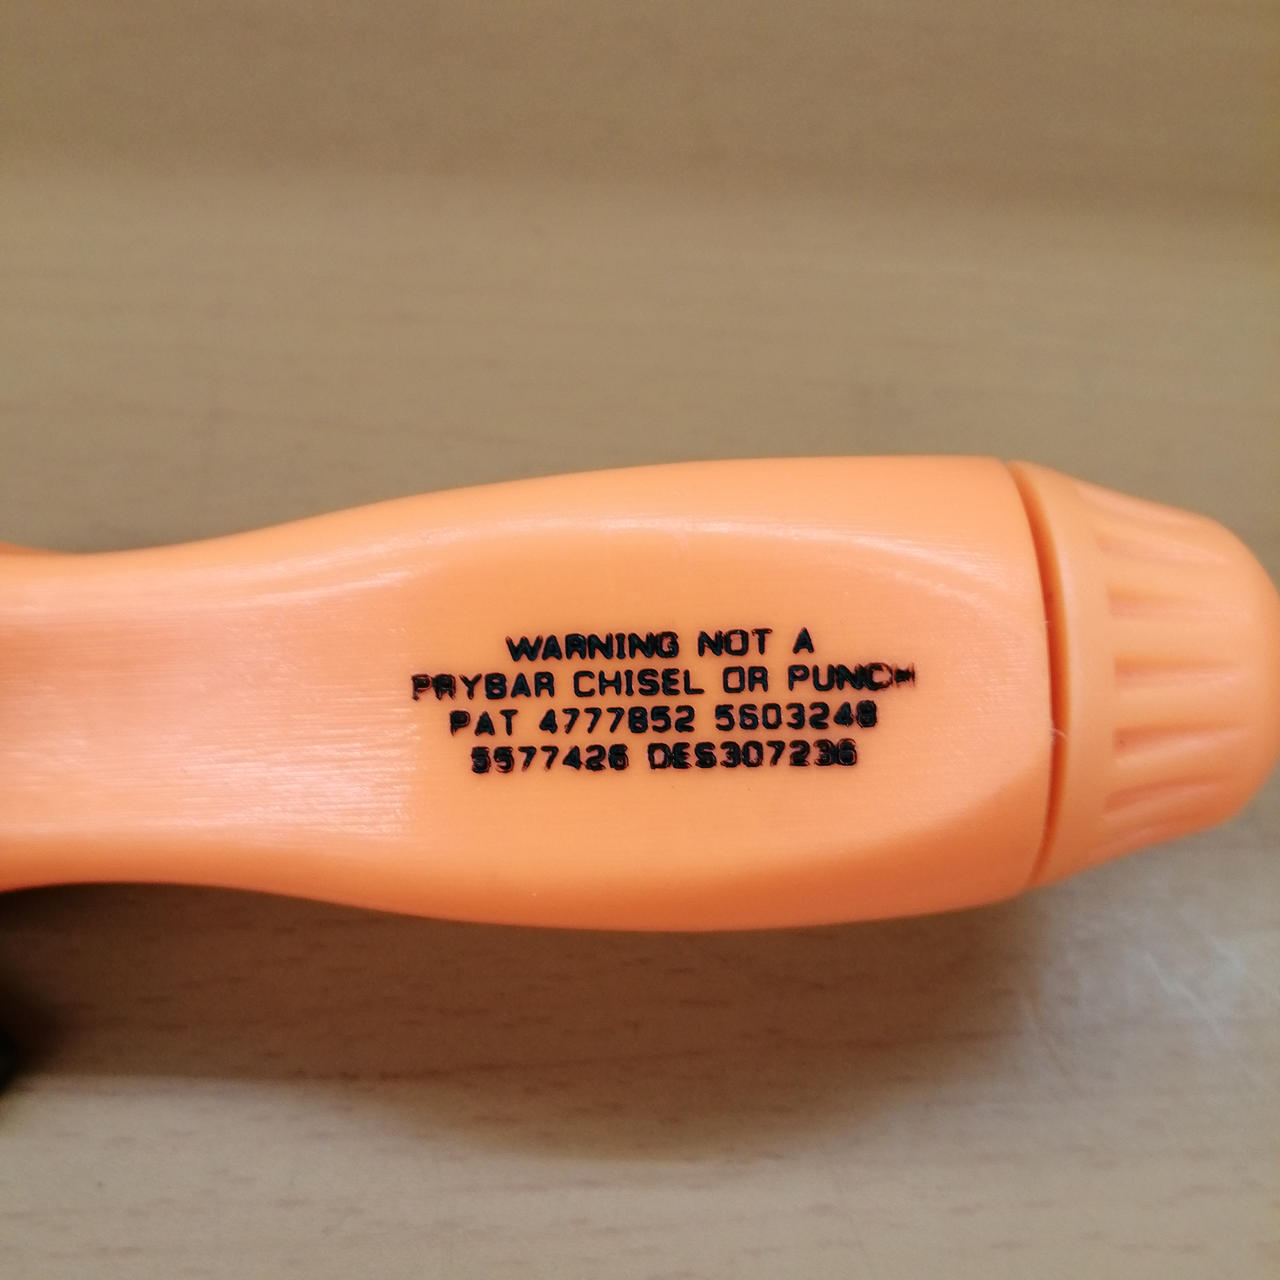 WARNING NOT A
PRYBAR CHISEL OR PUNCH
PAT 4777852 5603248
5577426 DES307236